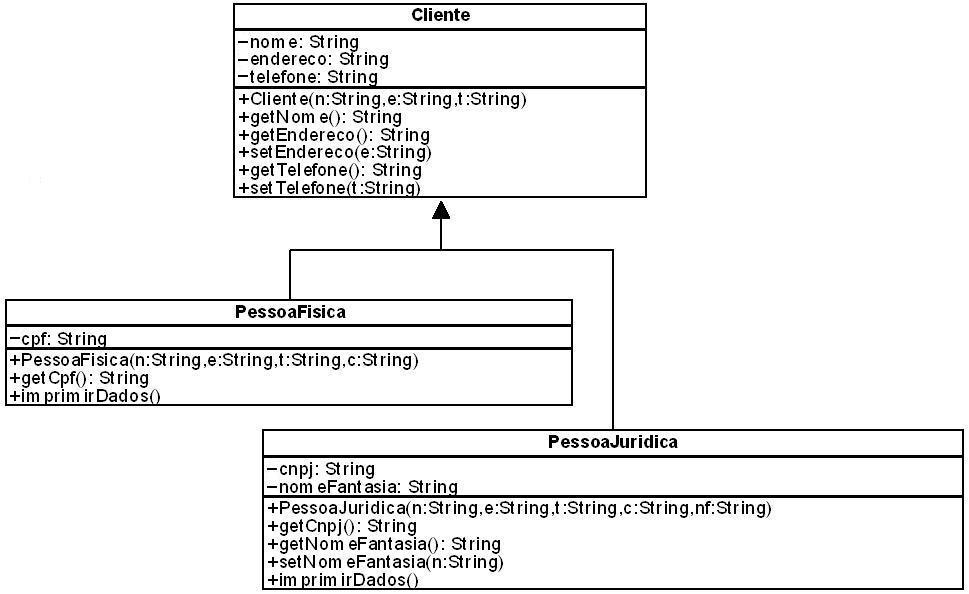 Cliente
−nome: String
−endereco: String
−telefone: String
+Cliente(n:String,e:String,t:String)
+getNome(): String
+getEndereco(): String
+setEndereco(e:String)
+getTelefone(): String
+setTelefone(t:String)
PessoaFisica
−cpf: String
+PessoaFisica(n:String,e:String,t:String,c:String)
+getCpf(): String
+imprimirDados()
PessoaJuridica
−cnpj: String
−nomeFantasia: String
+PessoaJuridica(n:String,e:String,t:String,c:String,nf:String)
+getCnpj(): String
+getNomeFantasia(): String
+setNomeFantasia(n:String)
+imprimirDados()